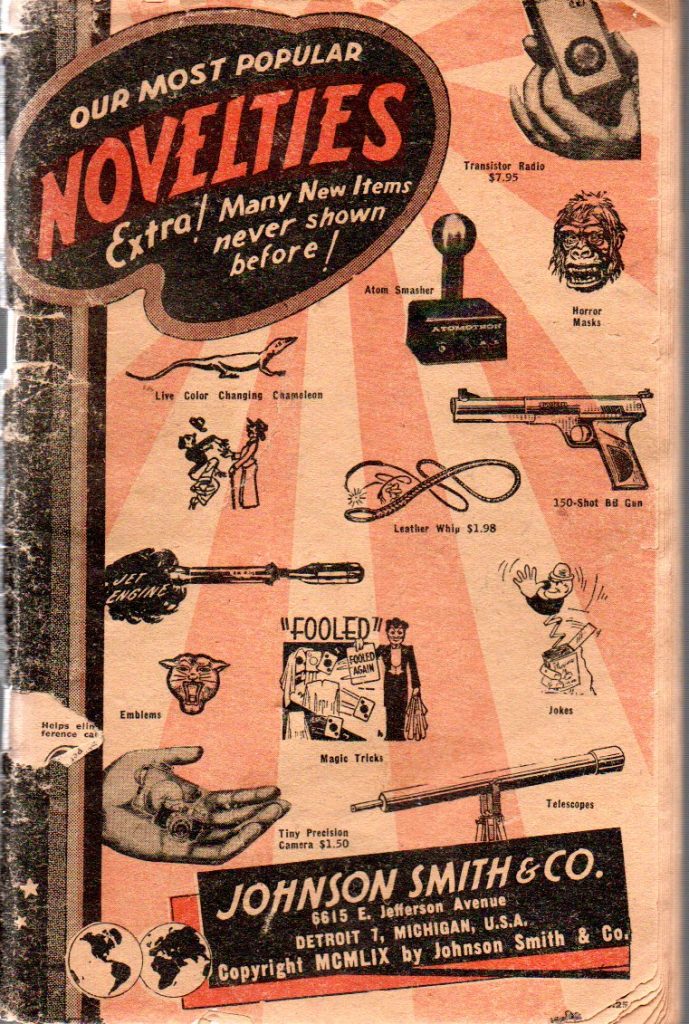 OUR MOST POPULAR
NOVELTIES
Extra! Many New Items
never shown
before!
Transistor Radio
$7.95
Atom Smasher
ATOMOTRON
Horror
Masks
Live Color Changing Chameleon
150-Shot BB Gun
Leather Whip $1.98
JET
ENGINE
"FOOLED"
FOOLED
AGAIN
Emblems
Jokes
Magic Tricks
Helps elin
ference ca
Telescopes
Tiny Precision
Camera $1.50
JOHNSON SMITH & CO.
6615 E. Jefferson Avenue
DETROIT 7, MICHIGAN, U.S.A.
Copyright MCMLIX by Johnson Smith & Co.